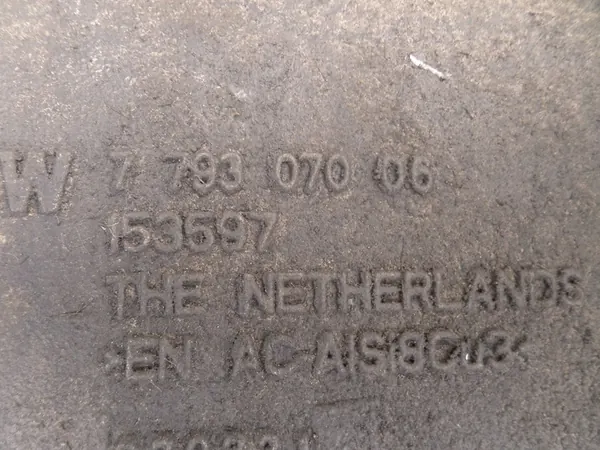 W 7 793 070 06
153597
THE NETHERLANDS
>EN AC-AlSi8Cu3<